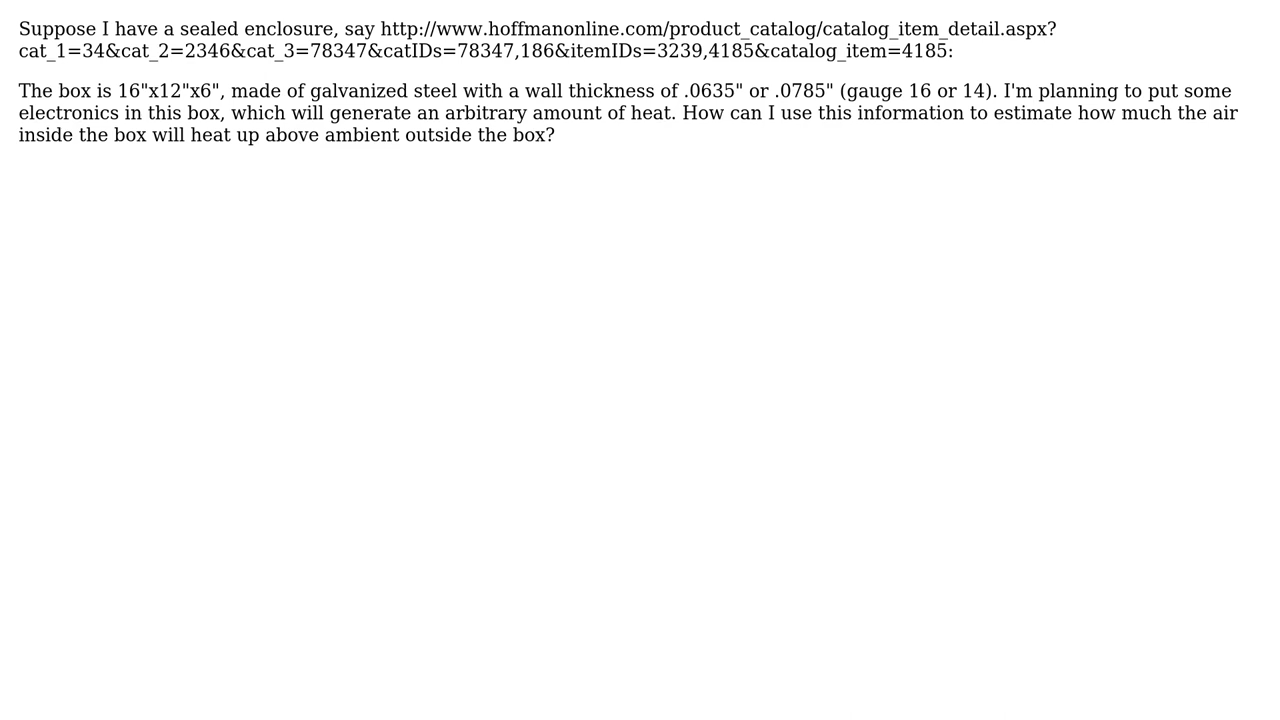 Suppose I have a sealed enclosure, say http://www.hoffmanonline.com/product_catalog/catalog_item_detail.aspx?
cat_1=34&cat_2=2346&cat_3=78347&catIDs=78347,186&itemIDs=3239,4185&catalog_item=4185:
The box is 16"x12"x6", made of galvanized steel with a wall thickness of .0635" or .0785" (gauge 16 or 14). I'm planning to put some
electronics in this box, which will generate an arbitrary amount of heat. How can I use this information to estimate how much the air
inside the box will heat up above ambient outside the box?